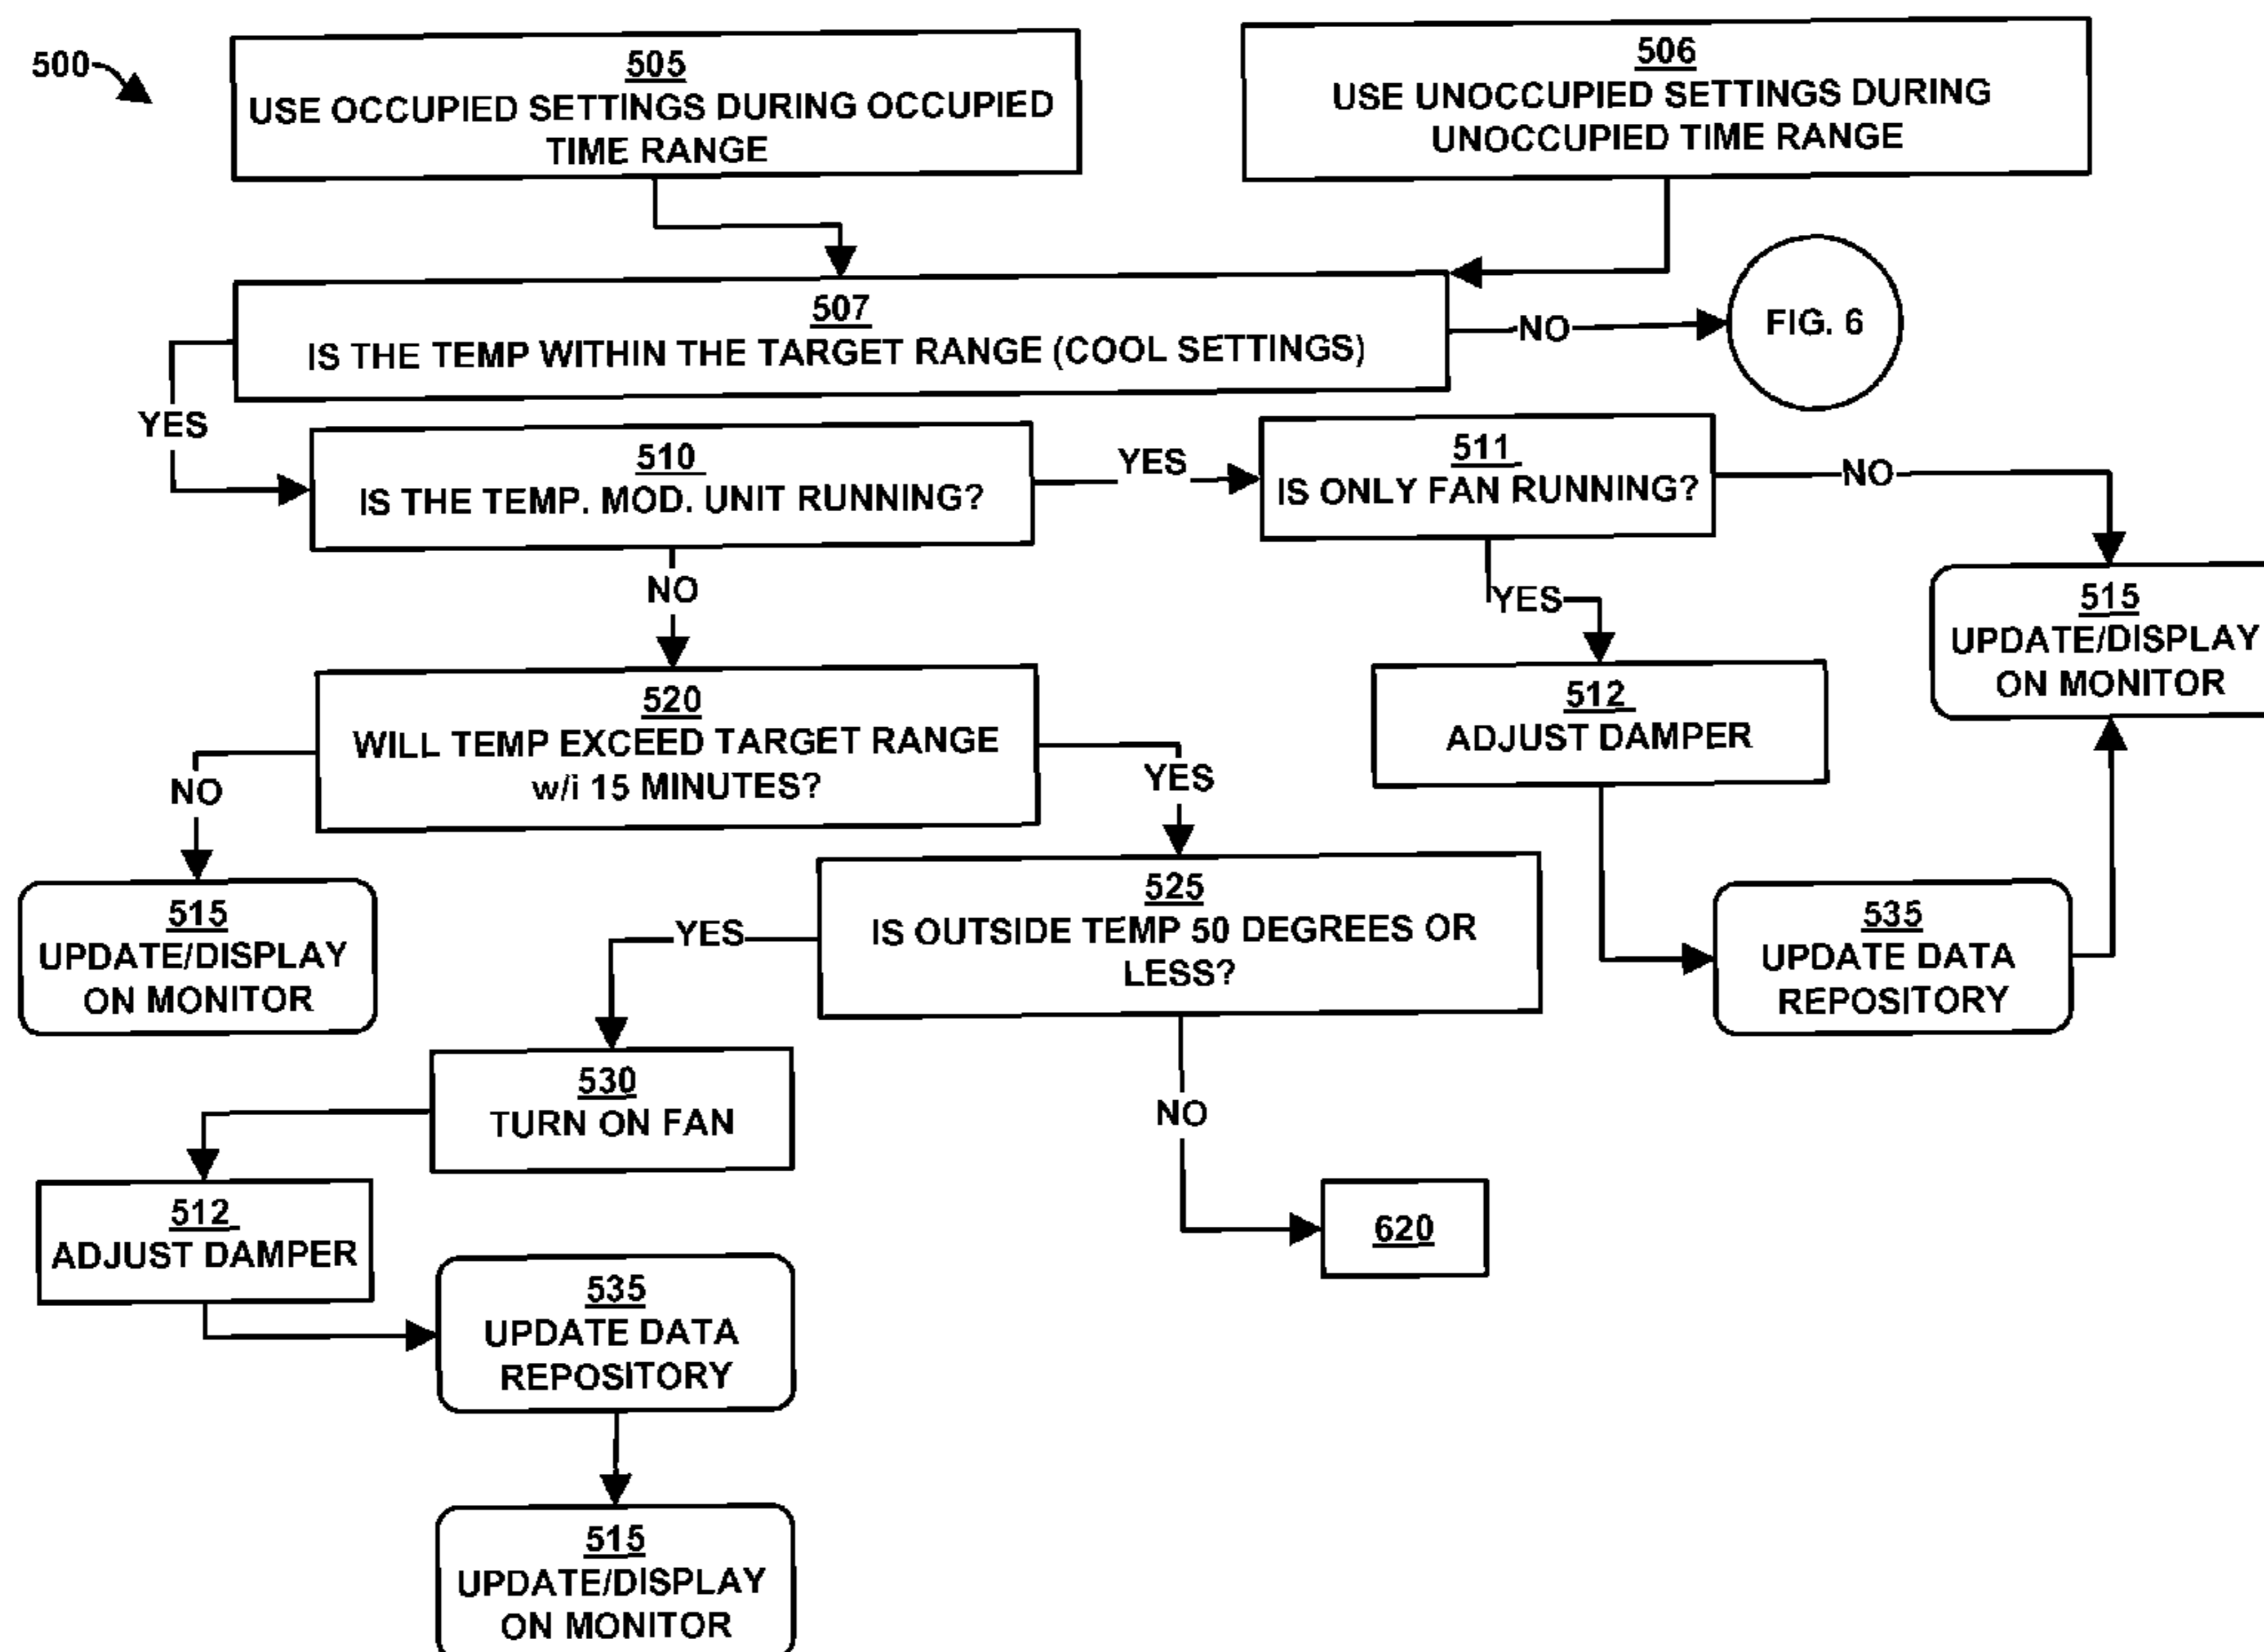 500
505
USE OCCUPIED SETTINGS DURING OCCUPIED
TIME RANGE
506
USE UNOCCUPIED SETTINGS DURING
UNOCCUPIED TIME RANGE
507
IS THE TEMP WITHIN THE TARGET RANGE (COOL SETTINGS)
NO
FIG. 6
YES
510
IS THE TEMP. MOD. UNIT RUNNING?
YES
511
IS ONLY FAN RUNNING?
NO
NO
YES
515
UPDATE/DISPLAY
ON MONITOR
520
WILL TEMP EXCEED TARGET RANGE
w/i 15 MINUTES?
512
ADJUST DAMPER
NO
YES
515
UPDATE/DISPLAY
ON MONITOR
525
IS OUTSIDE TEMP 50 DEGREES OR
LESS?
YES
535
UPDATE DATA
REPOSITORY
530
TURN ON FAN
NO
512
ADJUST DAMPER
620
535
UPDATE DATA
REPOSITORY
515
UPDATE/DISPLAY
ON MONITOR